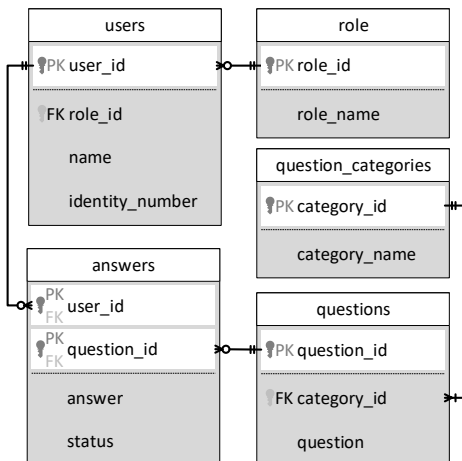 users
PK user_id
FK role_id
name
identity_number
role
PK role_id
role_name
question_categories
PK category_id
category_name
answers
PK
FK user_id
PK
FK question_id
answer
status
questions
PK question_id
FK category_id
question